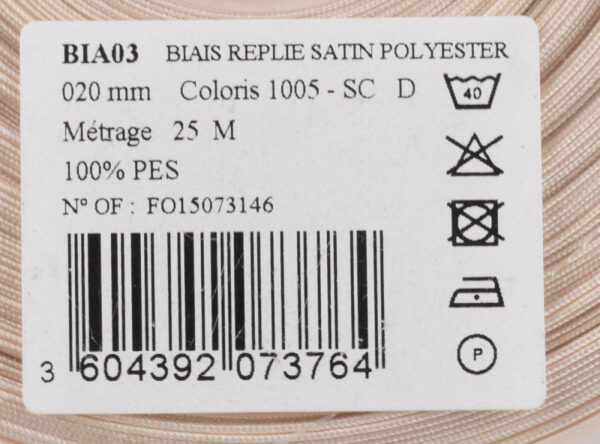 BIA03 BIAIS REPLIE SATIN POLYESTER
020 mm Coloris 1005 - SC D
Métrage 25 M
100% PES
N° OF : FO15073146
3 604392 073764
40
P